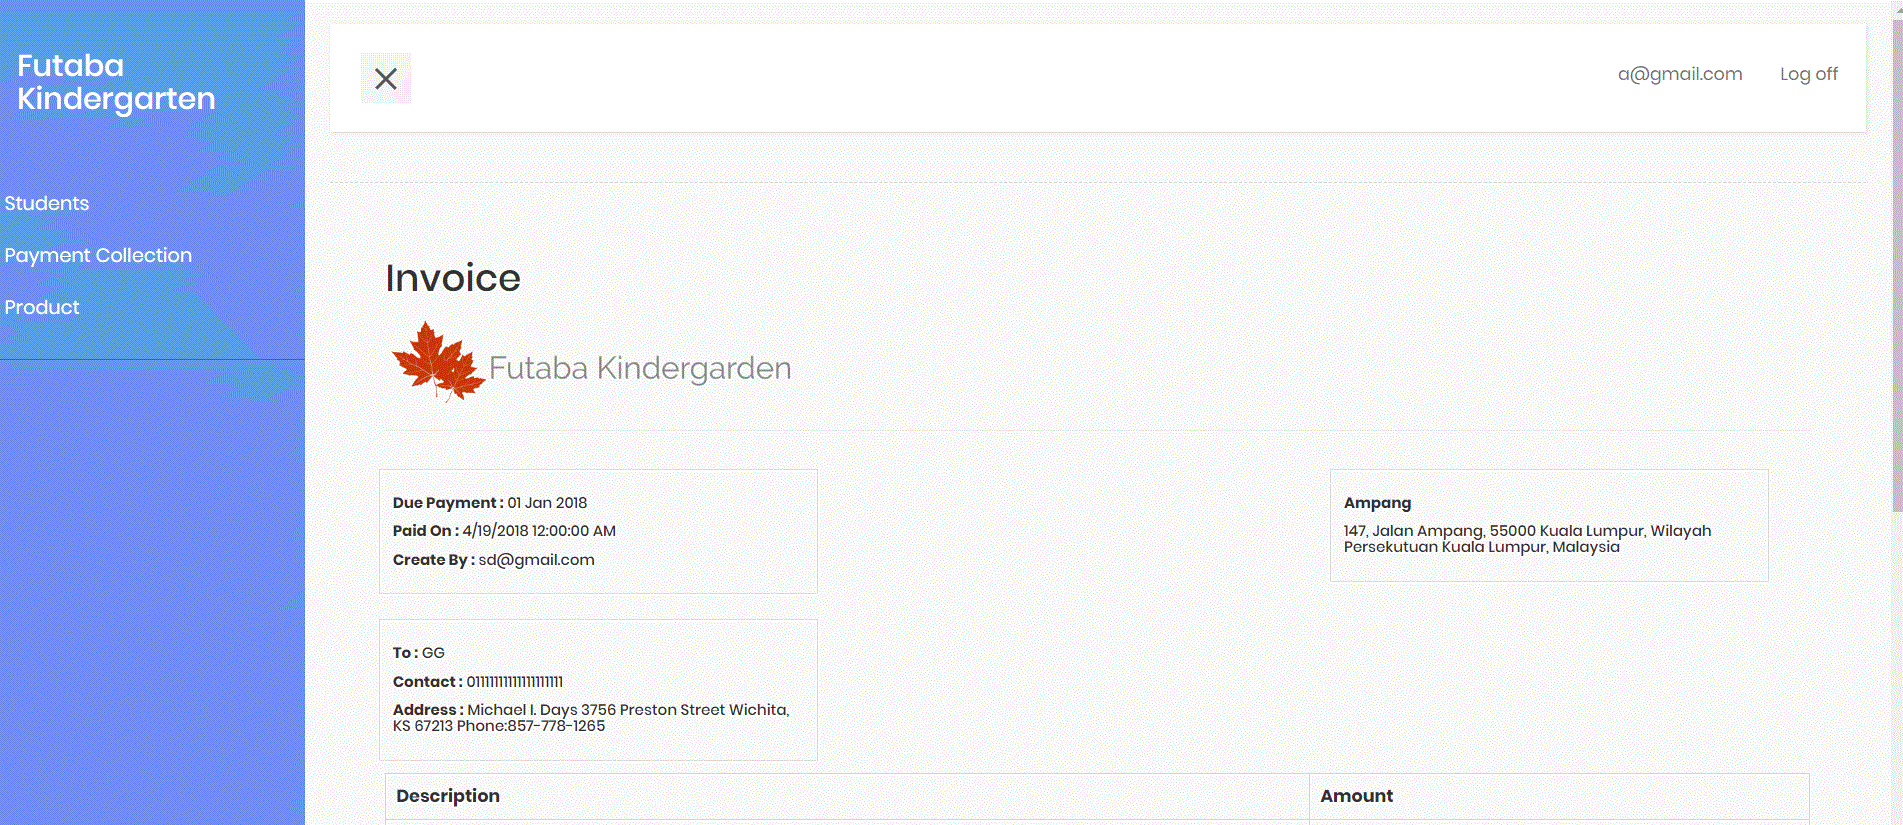 Futaba
Kindergarten
Students
Payment Collection
Product
a@gmail.com
Log off
Invoice
Futaba Kindergarden
Due Payment : 01 Jan 2018
Paid On : 4/19/2018 12:00:00 AM
Create By : sd@gmail.com
Ampang
147, Jalan Ampang, 55000 Kuala Lumpur, Wilayah
Persekutuan Kuala Lumpur, Malaysia
To : GG
Contact : 01111111111111111111
Address : Michael I. Days 3756 Preston Street Wichita,
KS 67213 Phone:857-778-1265
Description
Amount